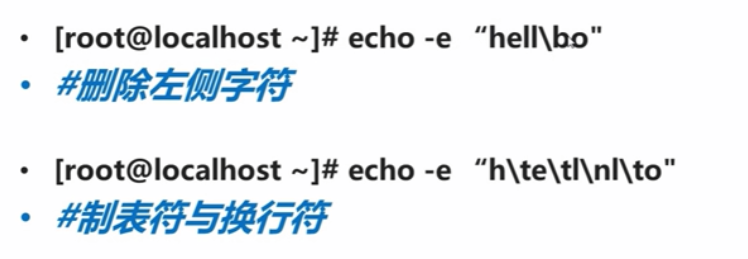 • [root@localhost ~]# echo -e “hell\bo"
• #删除左侧字符
• [root@localhost ~]# echo -e “h\te\tl\nl\to"
• #制表符与换行符